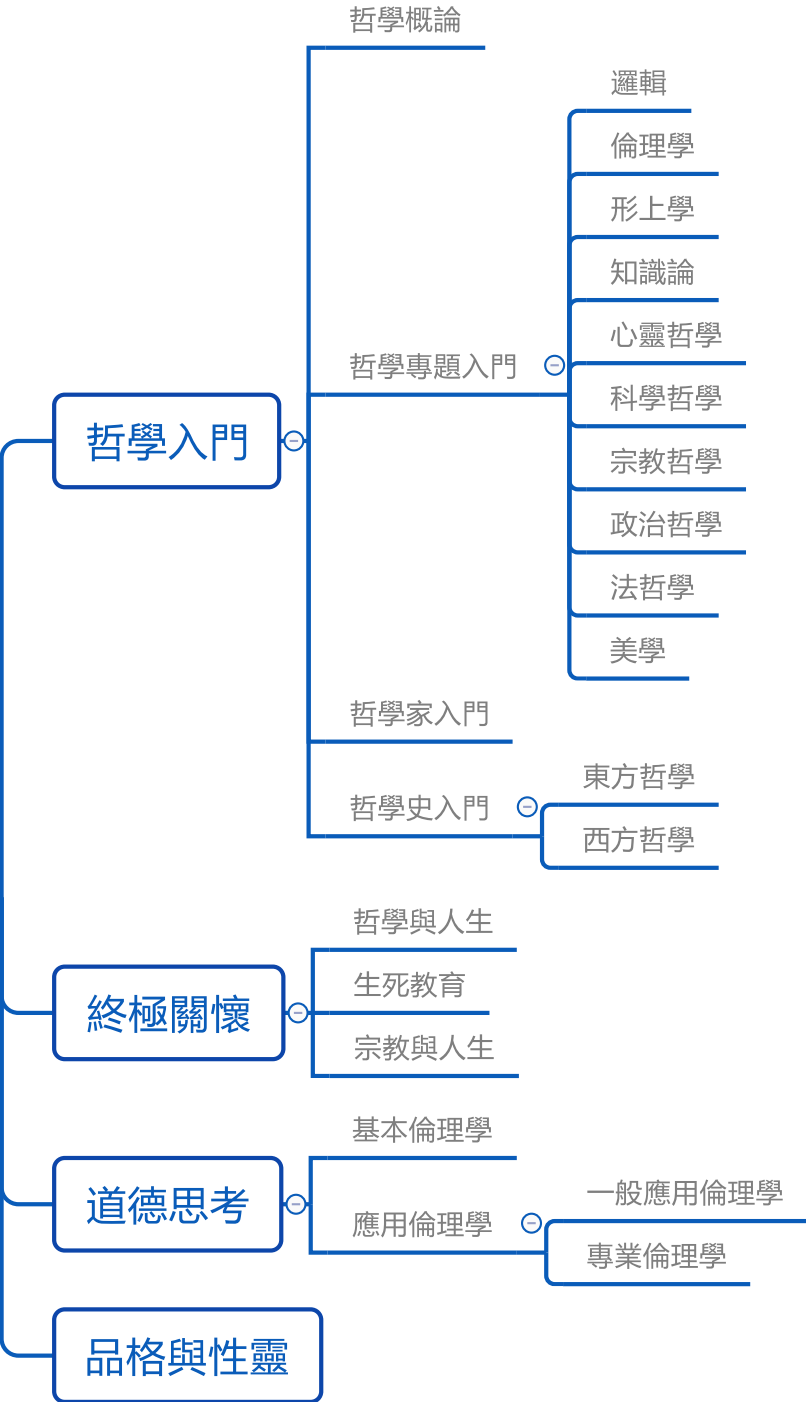 哲學入門
哲學概論
哲學專題入門
邏輯
倫理學
形上學
知識論
心靈哲學
科學哲學
宗教哲學
政治哲學
法哲學
美學
哲學家入門
哲學史入門
東方哲學
西方哲學
終極關懷
哲學與人生
生死教育
宗教與人生
道德思考
基本倫理學
應用倫理學
一般應用倫理學
專業倫理學
品格與性靈